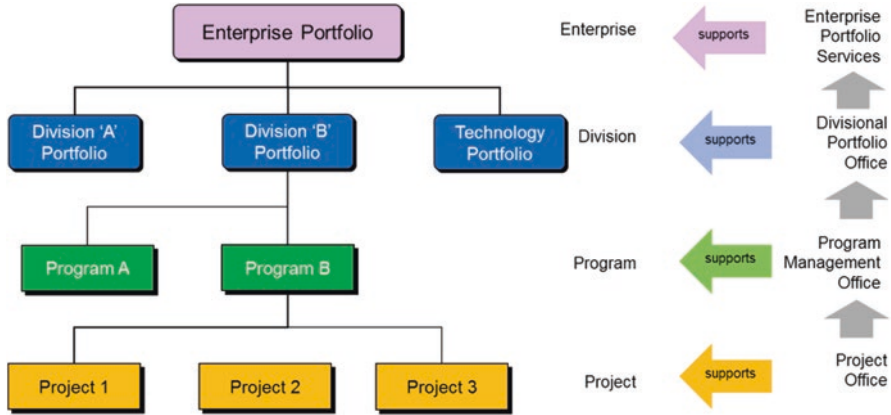 Enterprise Portfolio
Enterprise
supports
Enterprise
Portfolio
Services
Division ‘A’
Portfolio
Division ‘B’
Portfolio
Technology
Portfolio
Division
supports
Divisional
Portfolio
Office
Program A
Program B
Program
supports
Program
Management
Office
Project 1
Project 2
Project 3
Project
supports
Project
Office